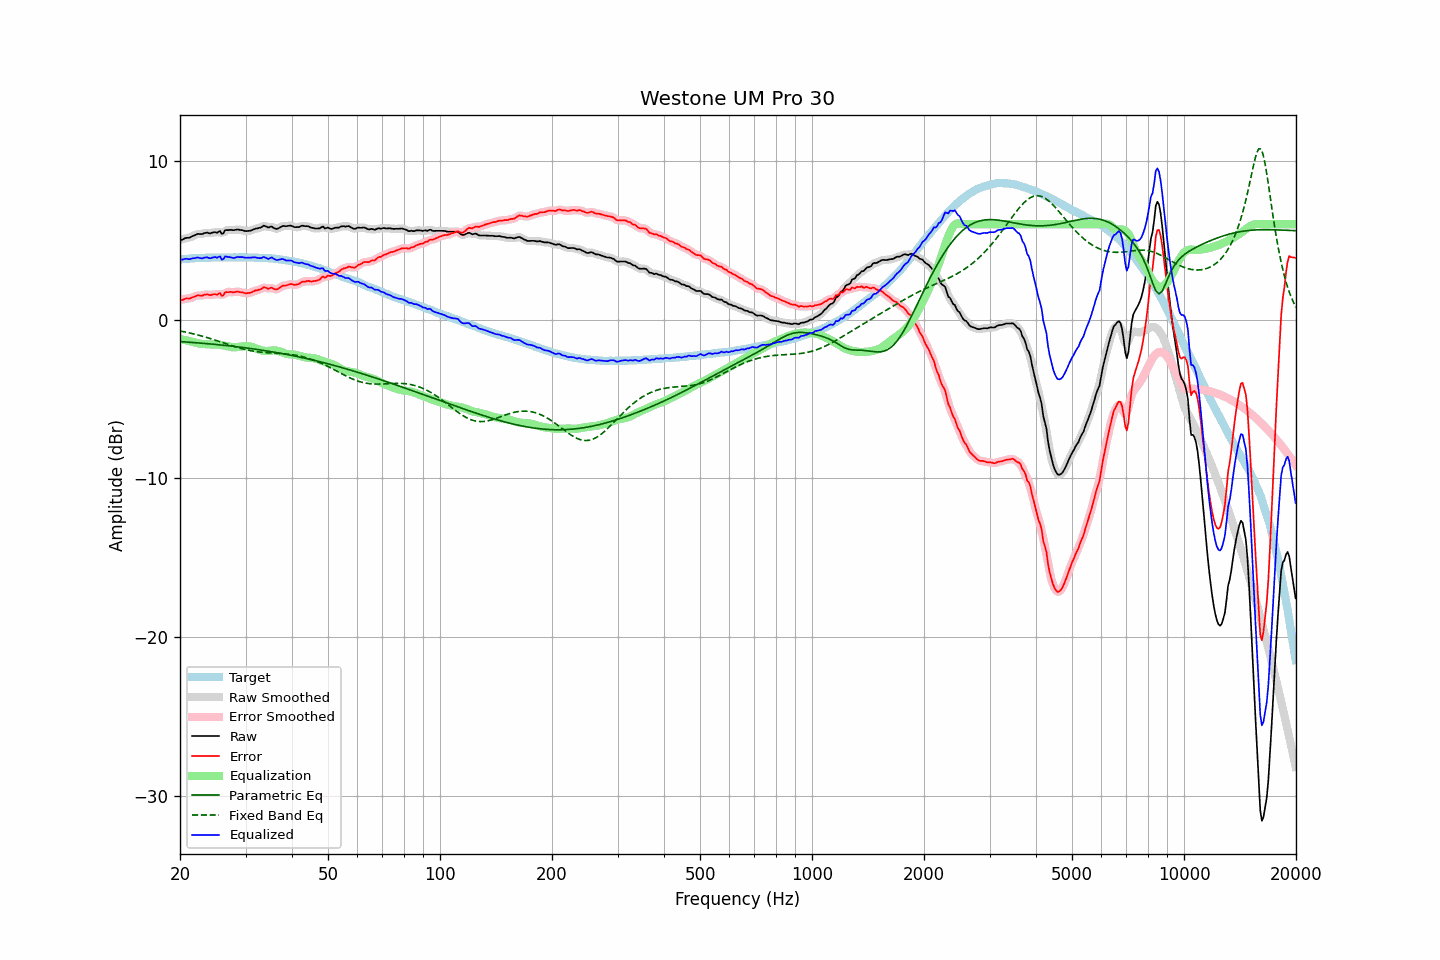 Westone UM Pro 30
Amplitude (dBr)
10
0
−10
−20
−30
Target
Raw Smoothed
Error Smoothed
Raw
Error
Equalization
Parametric Eq
Fixed Band Eq
Equalized
20 50 100 200 500 1000 2000 5000 10000 20000
Frequency (Hz)